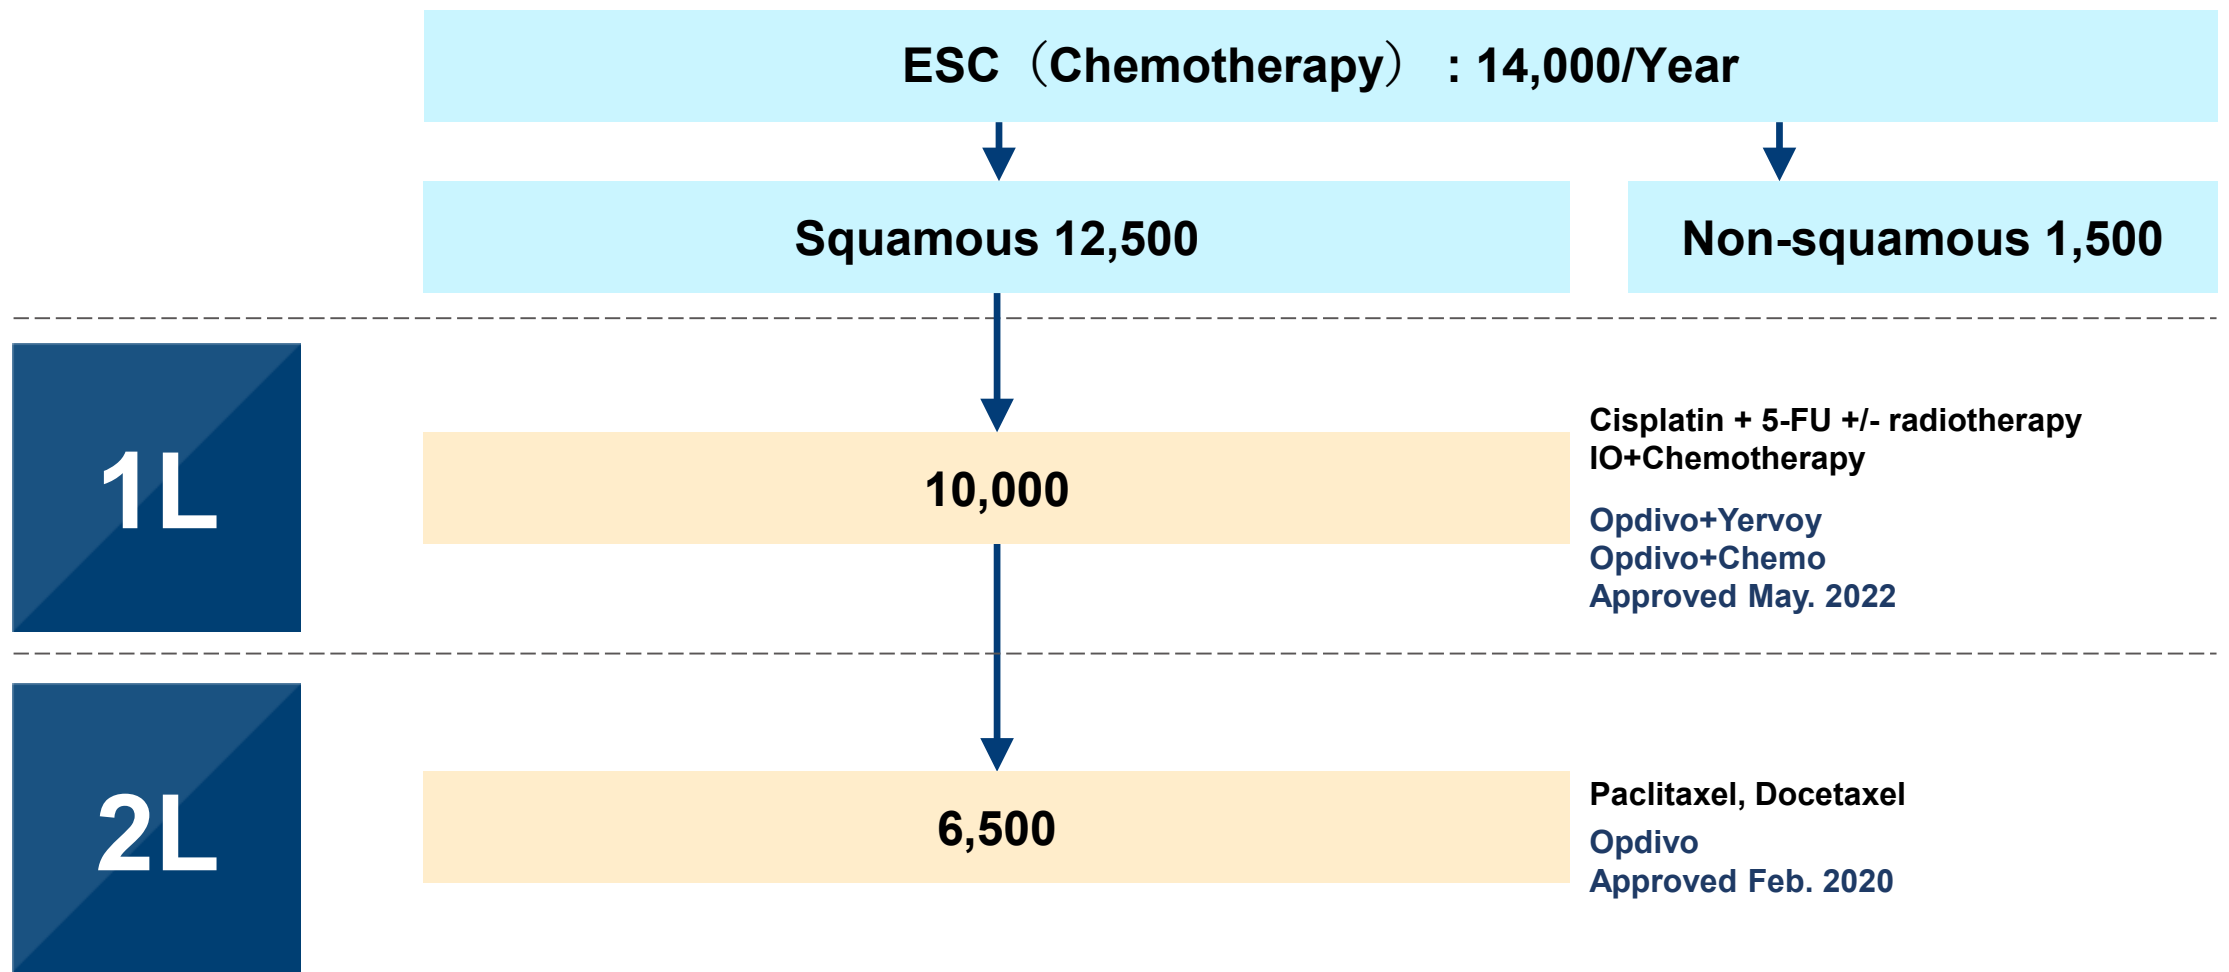 ESC（Chemotherapy） : 14,000/Year
Squamous 12,500
Non-squamous 1,500
1L
10,000
Cisplatin + 5-FU +/- radiotherapy
IO+Chemotherapy
Opdivo+Yervoy
Opdivo+Chemo
Approved May. 2022
2L
6,500
Paclitaxel, Docetaxel
Opdivo
Approved Feb. 2020